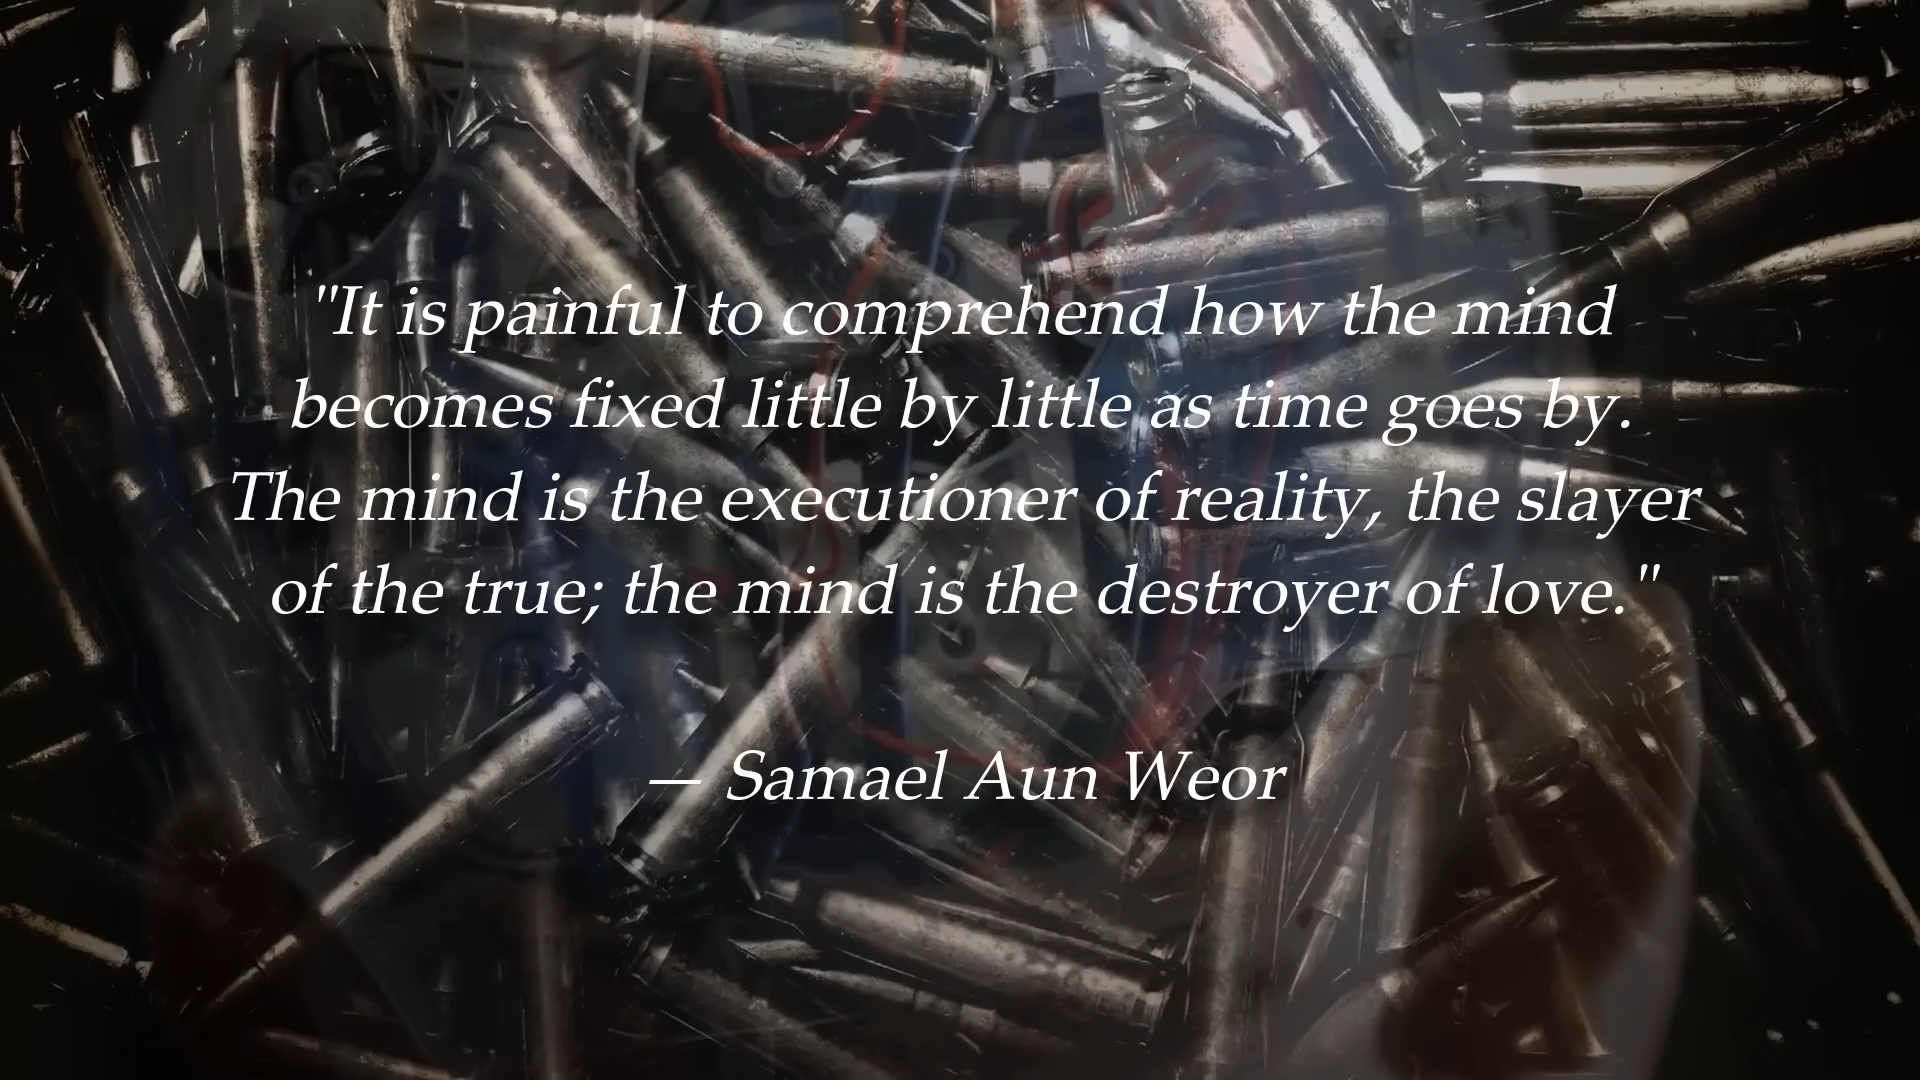 "It is painful to comprehend how the mind
becomes fixed little by little as time goes by.
The mind is the executioner of reality, the slayer
of the true; the mind is the destroyer of love."
— Samael Aun Weor